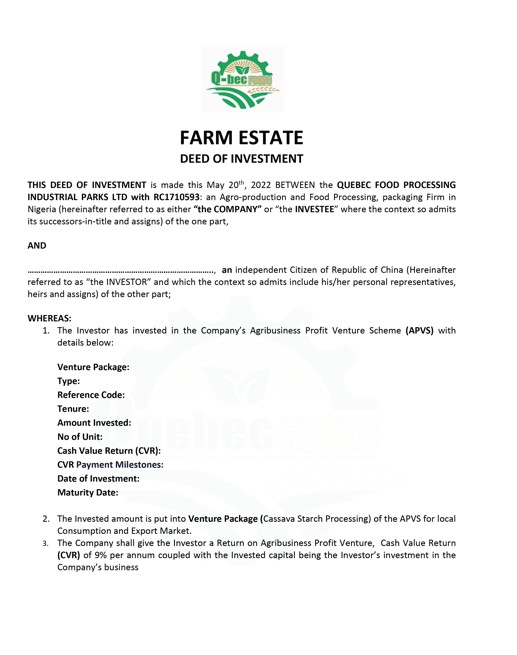 Q-bec FOODS
FARM ESTATE
DEED OF INVESTMENT
THIS DEED OF INVESTMENT is made this May 20th, 2022 BETWEEN the QUEBEC FOOD PROCESSING
INDUSTRIAL PARKS LTD with RC1710593: an Agro-production and Food Processing, packaging Firm in
Nigeria (hereinafter referred to as either “the COMPANY” or “the INVESTEE” where the context so admits
its successors-in-title and assigns) of the one part,
AND
…………………………………………………………………………., an independent Citizen of Republic of China (Hereinafter
referred to as “the INVESTOR” and which the context so admits include his/her personal representatives,
heirs and assigns) of the other part;
WHEREAS:
1. The Investor has invested in the Company’s Agribusiness Profit Venture Scheme (APVS) with
details below:
Venture Package:
Type:
Reference Code:
Tenure:
Amount Invested:
No of Unit:
Cash Value Return (CVR):
CVR Payment Milestones:
Date of Investment:
Maturity Date:
Quebec FOODS
2. The Invested amount is put into Venture Package (Cassava Starch Processing) of the APVS for local
Consumption and Export Market.
3. The Company shall give the Investor a Return on Agribusiness Profit Venture, Cash Value Return
(CVR) of 9% per annum coupled with the Invested capital being the Investor’s investment in the
Company’s business